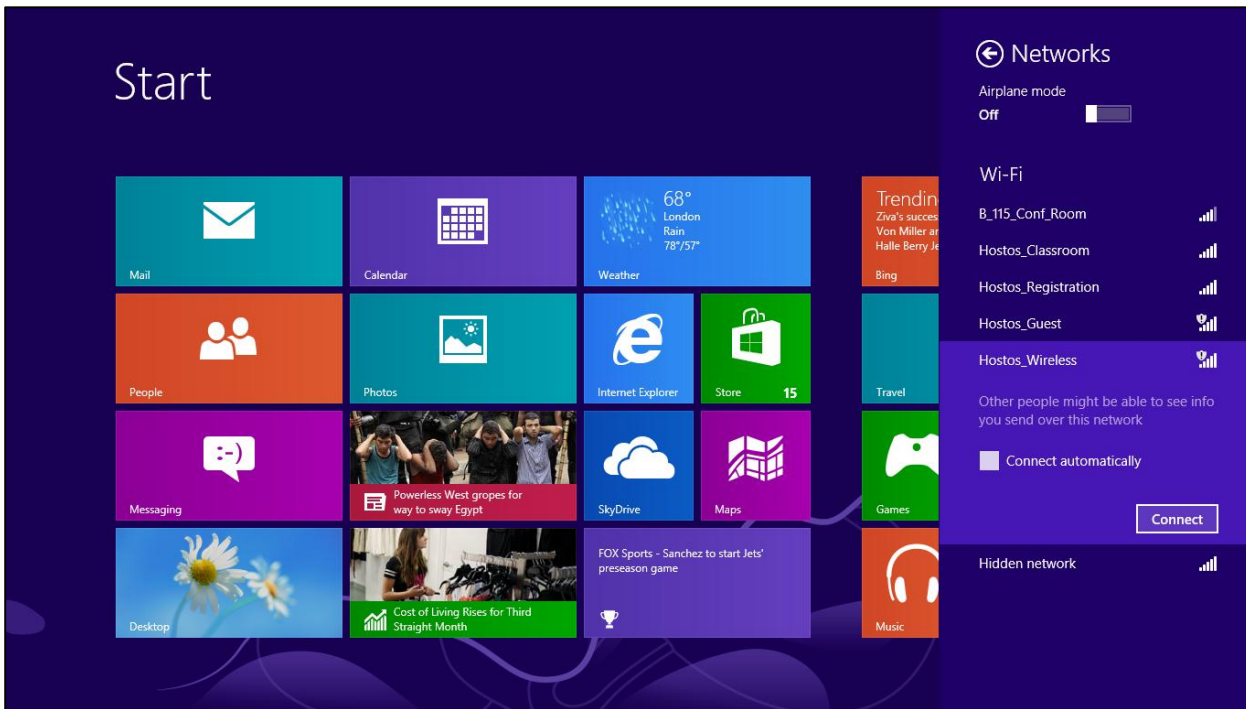 Start
Mail
Calendar
68°
London
Rain
78°/57°
Weather
Trendin
Ziva's succes
Von Miller ar
Halle Berry Je
Bing
People
Photos
Internet Explorer
Store
15
Travel
Messaging
:-)
Powerless West gropes for
way to sway Egypt
SkyDrive
Maps
Games
Desktop
Cost of Living Rises for Third
Straight Month
FOX Sports - Sanchez to start Jets'
preseason game
Music
Networks
Airplane mode
Off
Wi-Fi
B_115_Conf_Room
Hostos_Classroom
Hostos_Registration
Hostos_Guest
Hostos_Wireless
Other people might be able to see info
you send over this network
Connect automatically
Connect
Hidden network